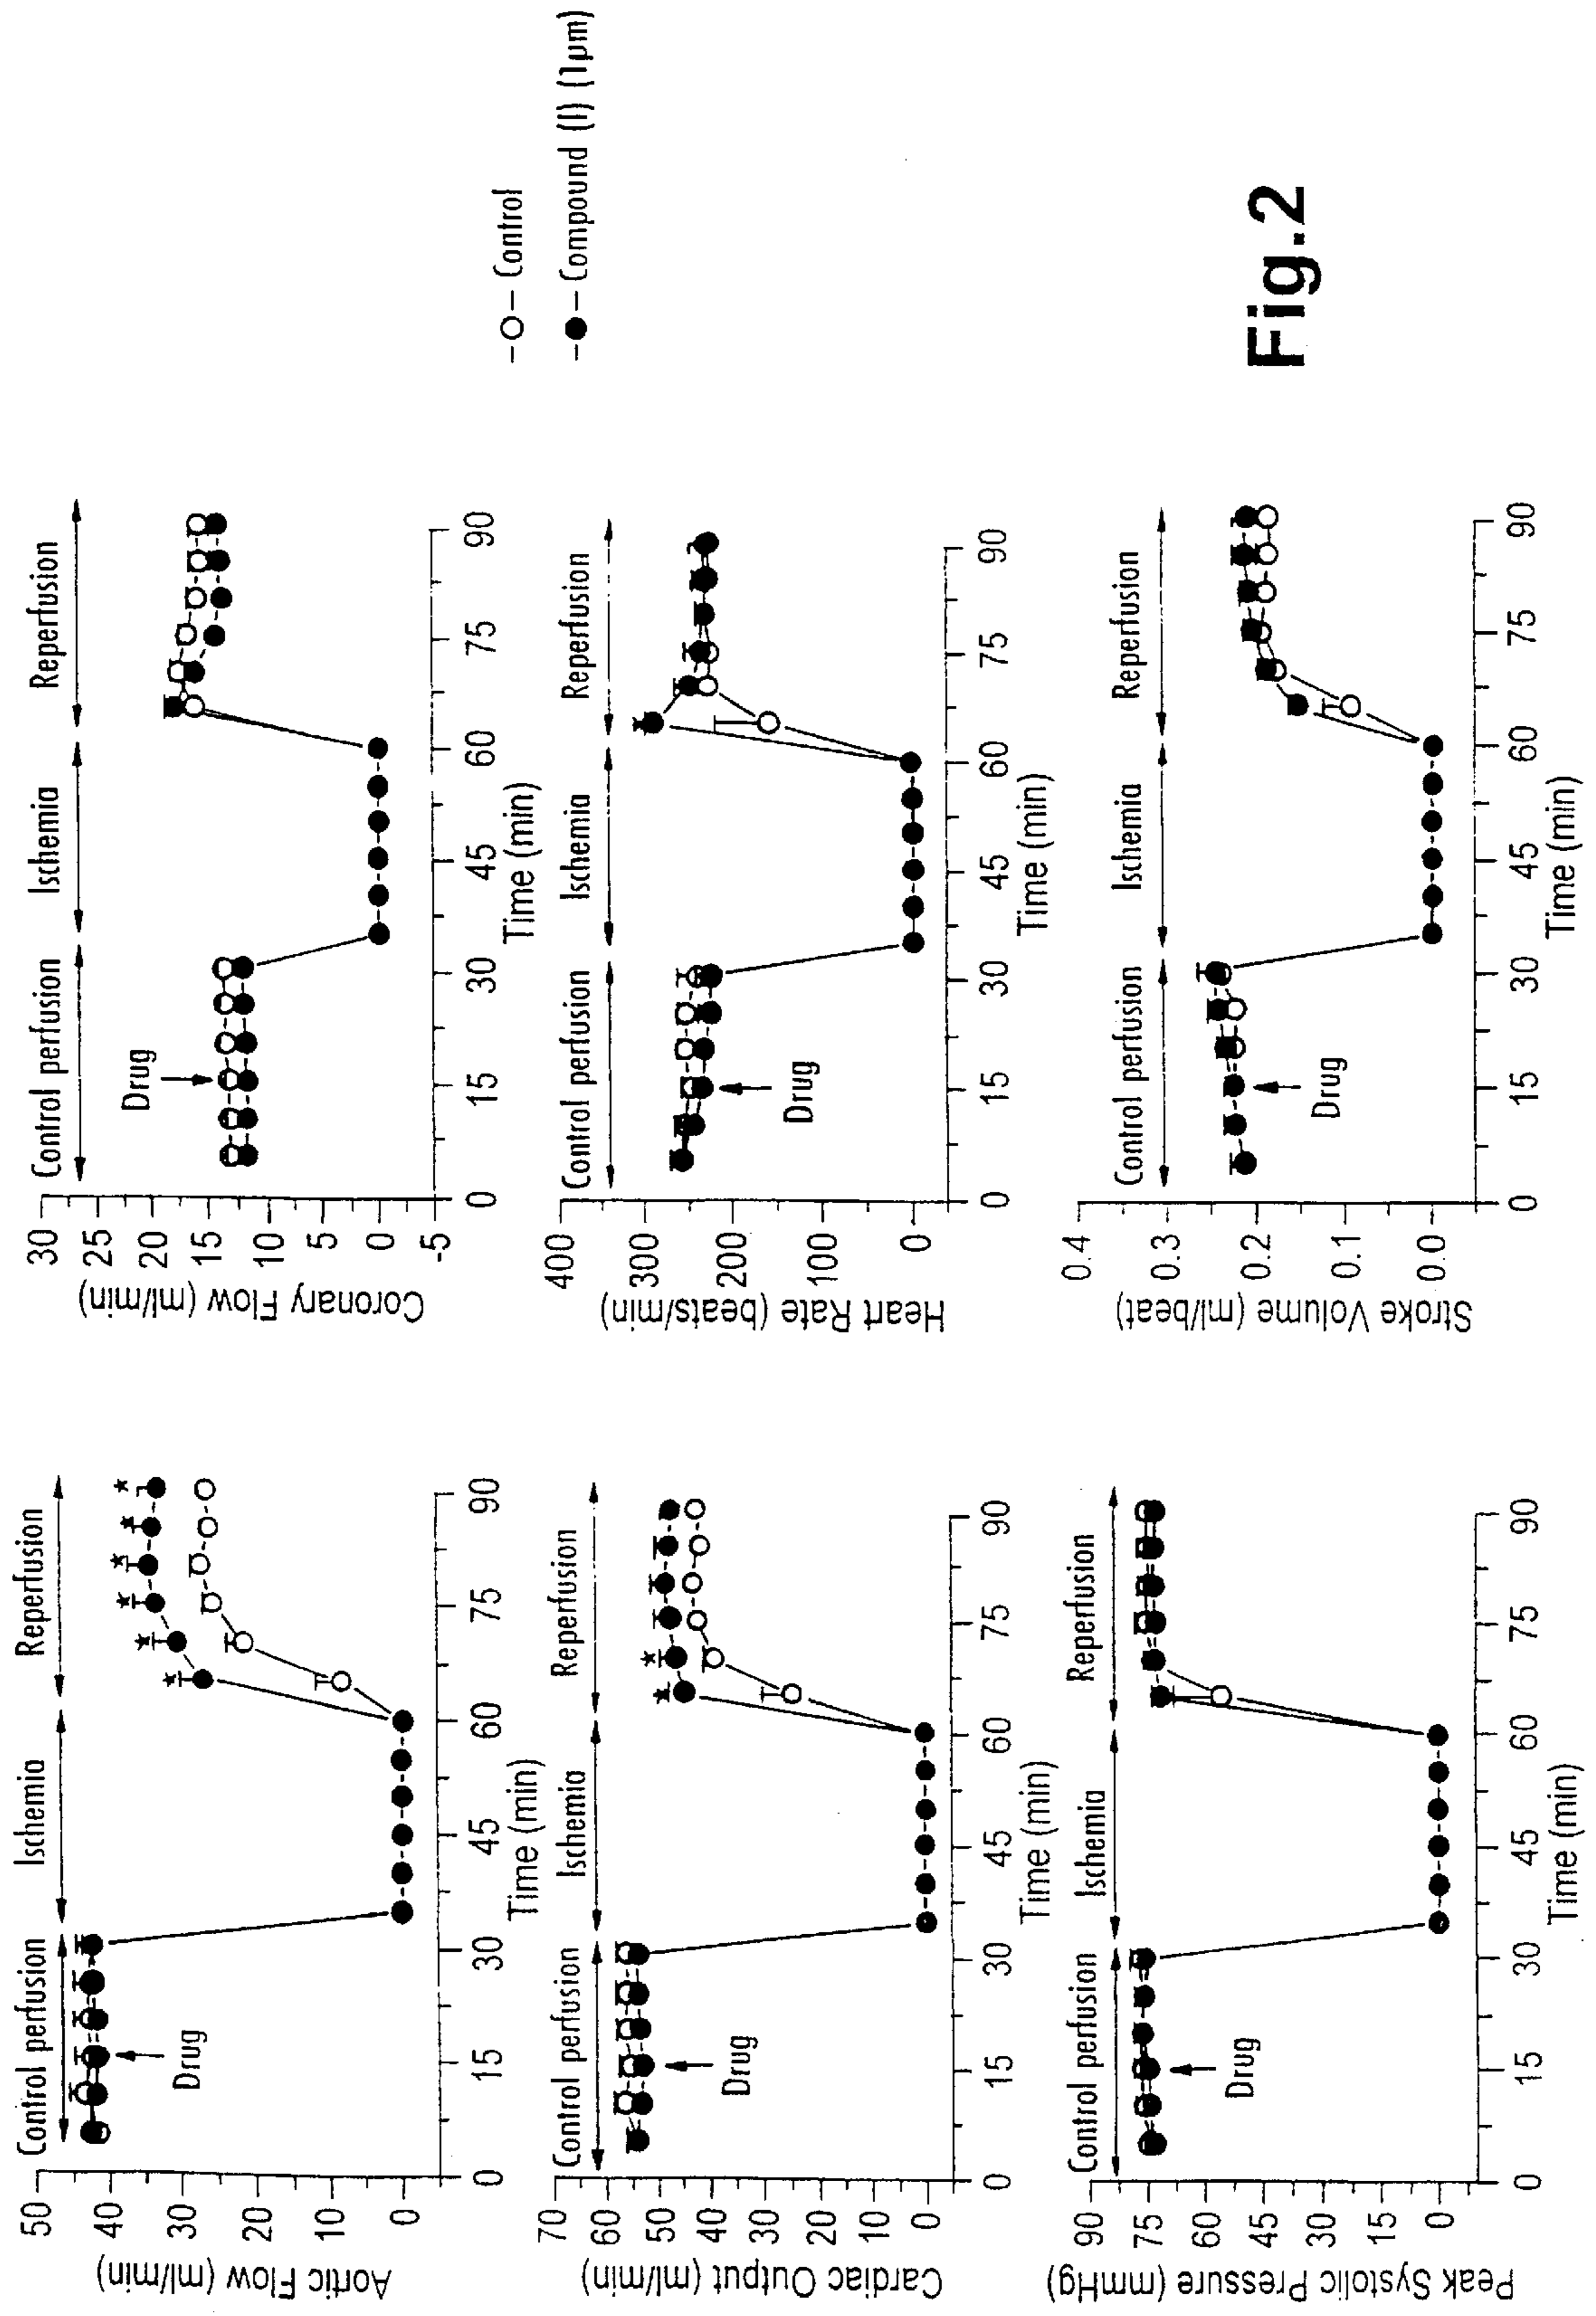 Aortic Flow (ml/min)
50
40
30
20
10
0
Control perfusion
Ischemia
Reperfusion
Drug
* * * * * *
0 15 30 45 60 75 90
Time (min)
Coronary Flow (ml/min)
30
25
20
15
10
5
0
-5
Control perfusion
Ischemia
Reperfusion
Drug
0 15 30 45 60 75 90
Time (min)
Cardiac Output (ml/min)
70
60
50
40
30
20
10
0
Control perfusion
Ischemia
Reperfusion
Drug
* *
0 15 30 45 60 75 90
Time (min)
Heart Rate (beats/min)
400
300
200
100
0
Control perfusion
Ischemia
Reperfusion
Drug
0 15 30 45 60 75 90
Time (min)
Control
Compound (I) (1µm)
Peak Systolic Pressure (mmHg)
90
75
60
45
30
15
0
Control perfusion
Ischemia
Reperfusion
Drug
0 15 30 45 60 75 90
Time (min)
Stroke Volume (ml/beat)
0.4
0.3
0.2
0.1
0.0
Control perfusion
Ischemia
Reperfusion
Drug
0 15 30 45 60 75 90
Time (min)
Fig.2